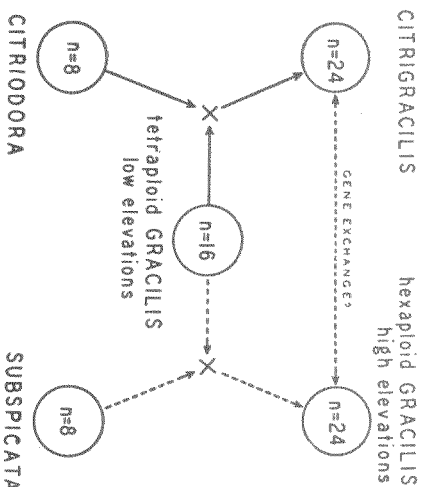 CITRIGRACILIS
hexaploid GRACILIS
high elevations
n=24
GENE EXCHANGE?
n=24
X
n=16
X
tetraploid GRACILIS
low elevations
n=8
n=8
CITRIODORA
SUBSPICATA